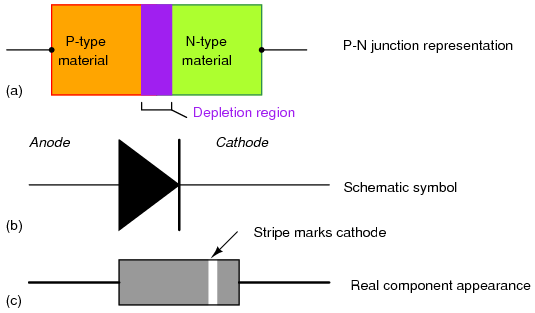 P-type
material
N-type
material
P-N junction representation
(a)
Depletion region
Anode
Cathode
Schematic symbol
(b)
Stripe marks cathode
Real component appearance
(c)